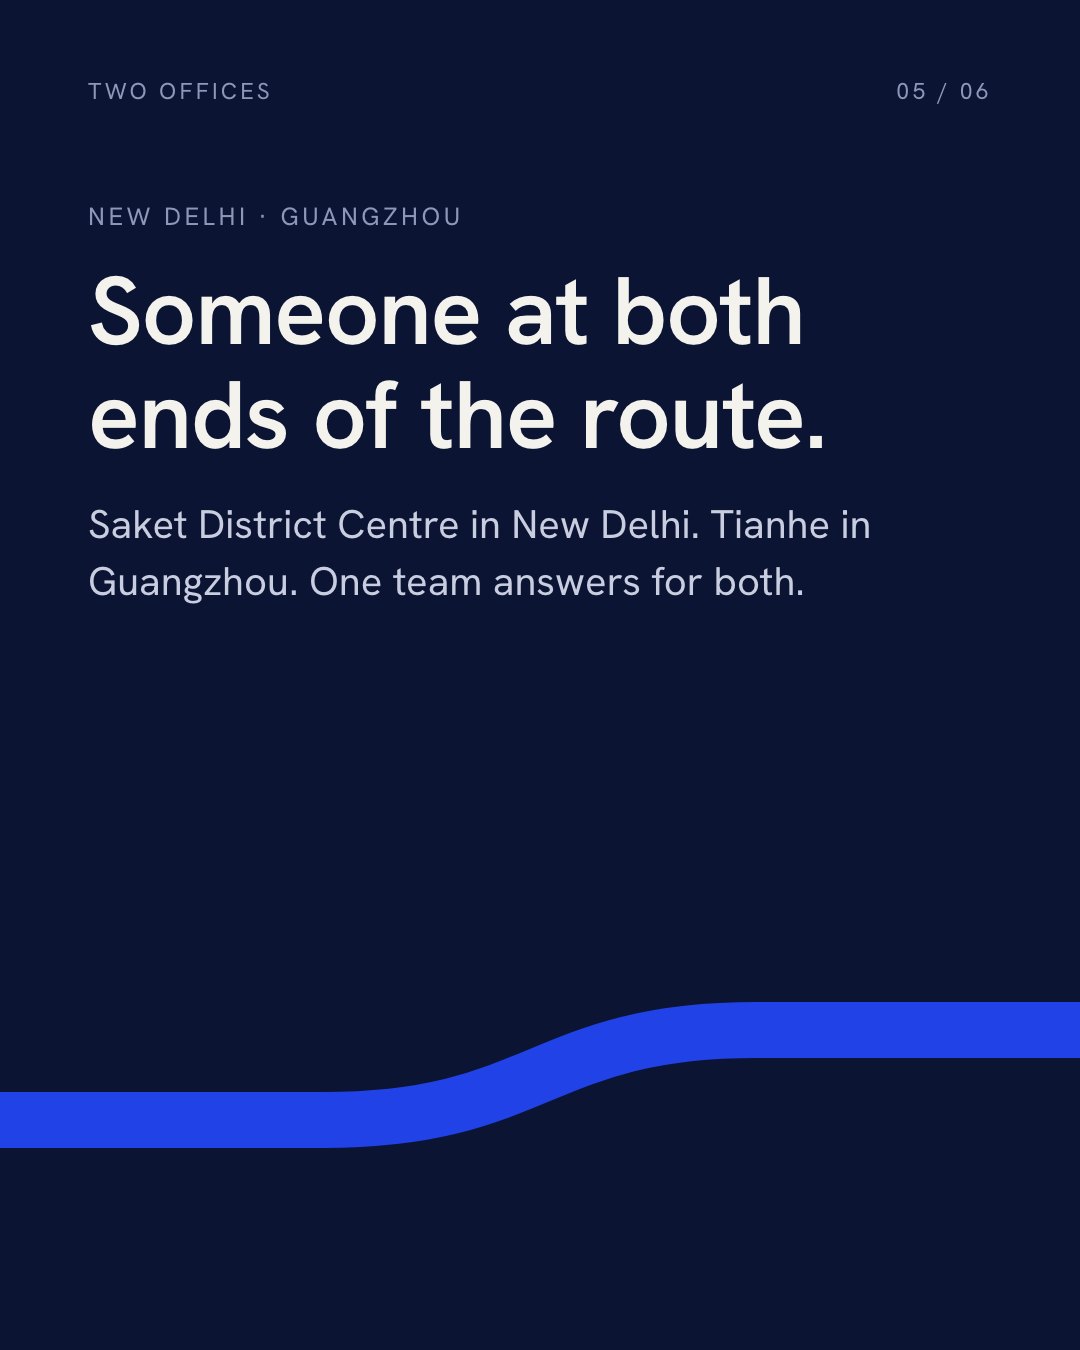 TWO OFFICES
05 / 06
NEW DELHI · GUANGZHOU
Someone at both
ends of the route.
Saket District Centre in New Delhi. Tianhe in
Guangzhou. One team answers for both.